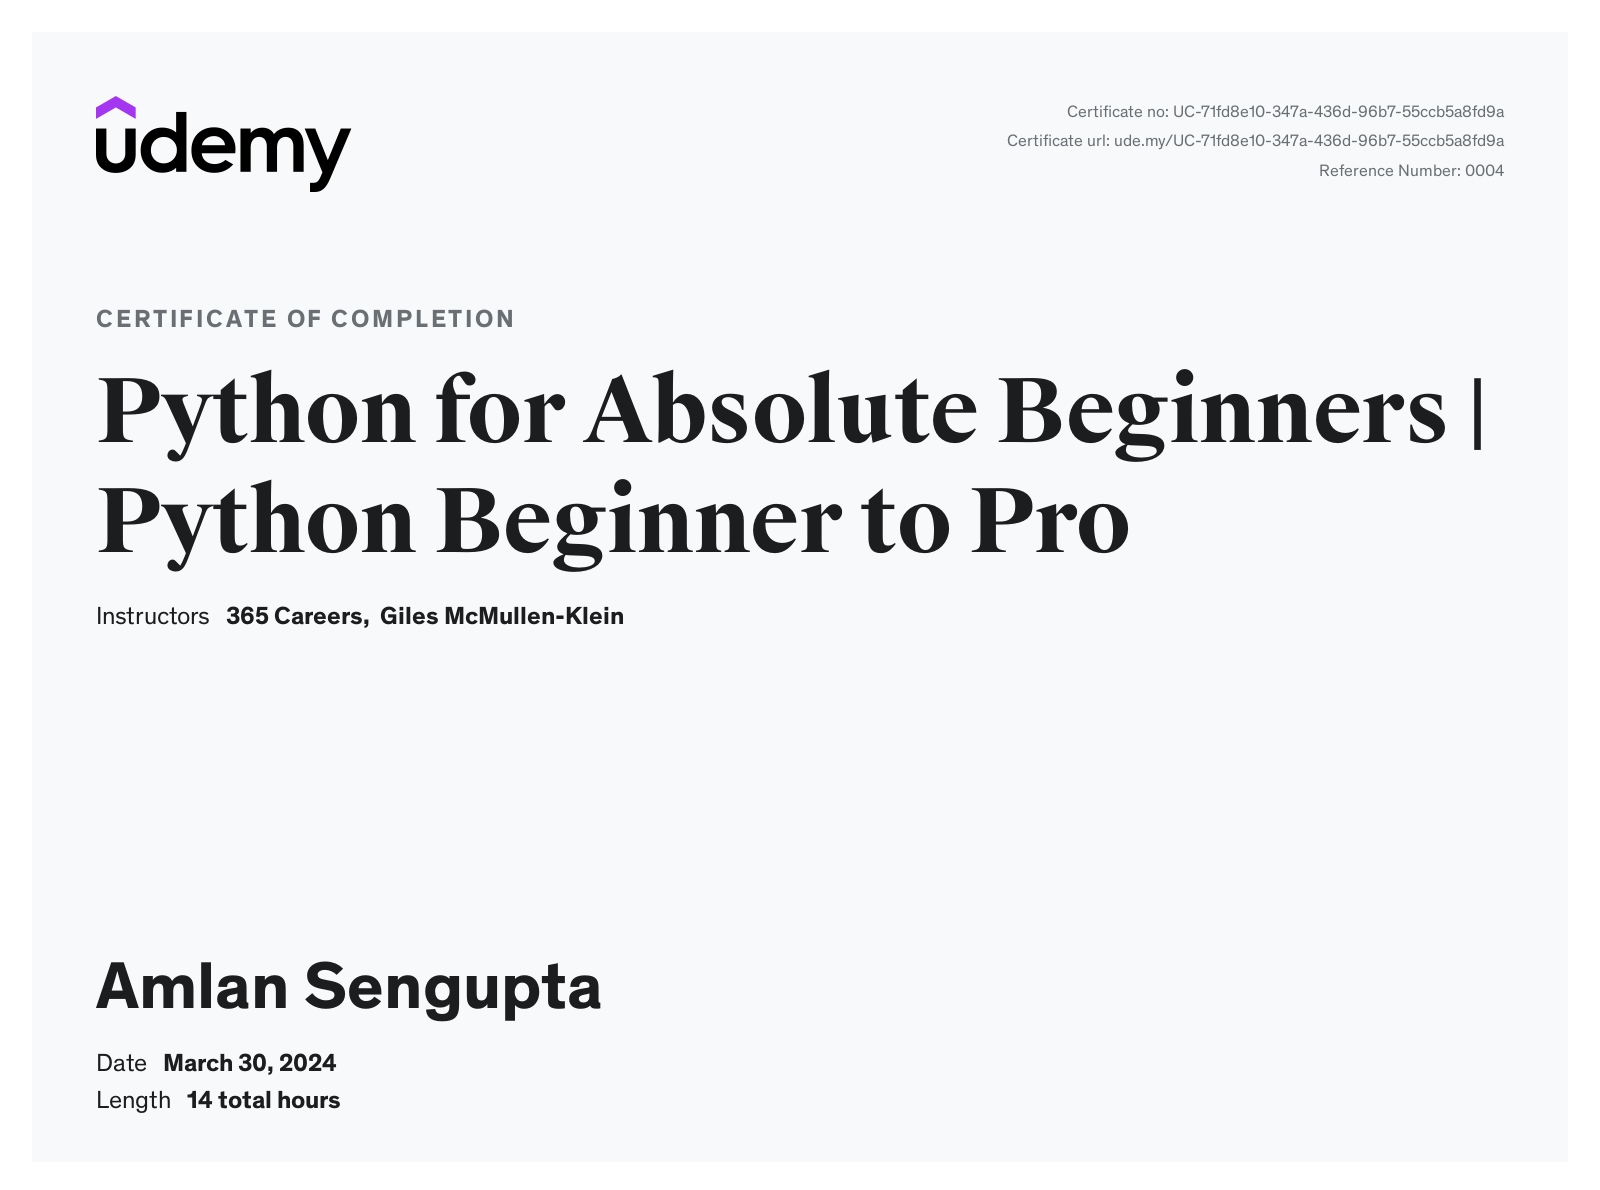 udemy
Certificate no: UC-71fd8e10-347a-436d-96b7-55ccb5a8fd9a
Certificate url: ude.my/UC-71fd8e10-347a-436d-96b7-55ccb5a8fd9a
Reference Number: 0004
CERTIFICATE OF COMPLETION
Python for Absolute Beginners |
Python Beginner to Pro
Instructors 365 Careers, Giles McMullen-Klein
Amlan Sengupta
Date March 30, 2024
Length 14 total hours